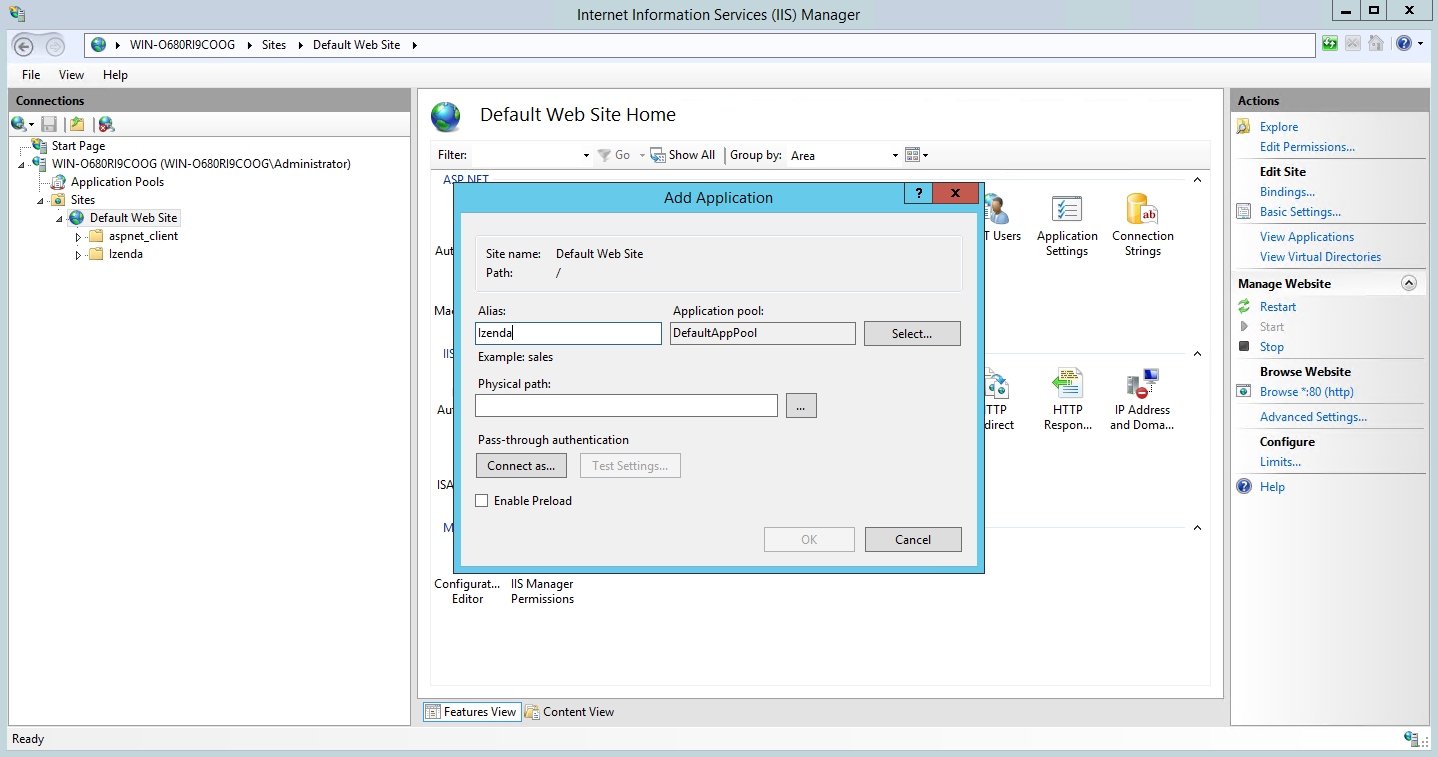 Internet Information Services (IIS) Manager
WIN-O680RI9COOG
Sites
Default Web Site
File
View
Help
Connections
Start Page
WIN-O680RI9COOG (WIN-O680RI9COOG\Administrator)
Application Pools
Sites
Default Web Site
aspnet_client
Izenda
Default Web Site Home
Filter:
Go
Show All
Group by:
Area
ASP.NET
T Users
Application Settings
Connection Strings
Aut
Mac
IIS
Aut
TTP
direct
HTTP
Respon...
IP Address
and Doma...
ISA
M
Configurat...
Editor
IIS Manager
Permissions
Add Application
?
X
Site name: Default Web Site
Path: /
Alias:
Application pool:
Izenda
DefaultAppPool
Select...
Example: sales
Physical path:
...
Pass-through authentication
Connect as...
Test Settings...
Enable Preload
OK
Cancel
Features View
Content View
Actions
Explore
Edit Permissions...
Edit Site
Bindings...
Basic Settings...
View Applications
View Virtual Directories
Manage Website
Restart
Start
Stop
Browse Website
Browse *:80 (http)
Advanced Settings...
Configure
Limits...
Help
Ready